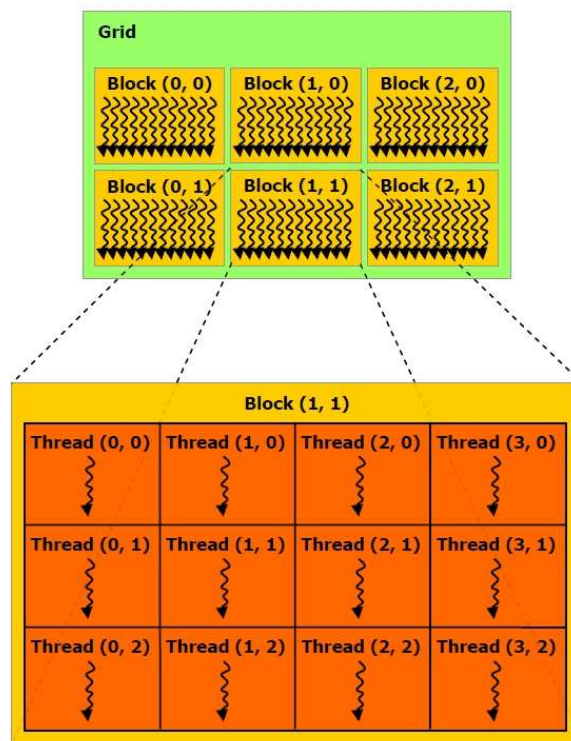 Grid
Block (0, 0) Block (1, 0) Block (2, 0)
Block (0, 1) Block (1, 1) Block (2, 1)
Block (1, 1)
Thread (0, 0) Thread (1, 0) Thread (2, 0) Thread (3, 0)
Thread (0, 1) Thread (1, 1) Thread (2, 1) Thread (3, 1)
Thread (0, 2) Thread (1, 2) Thread (2, 2) Thread (3, 2)